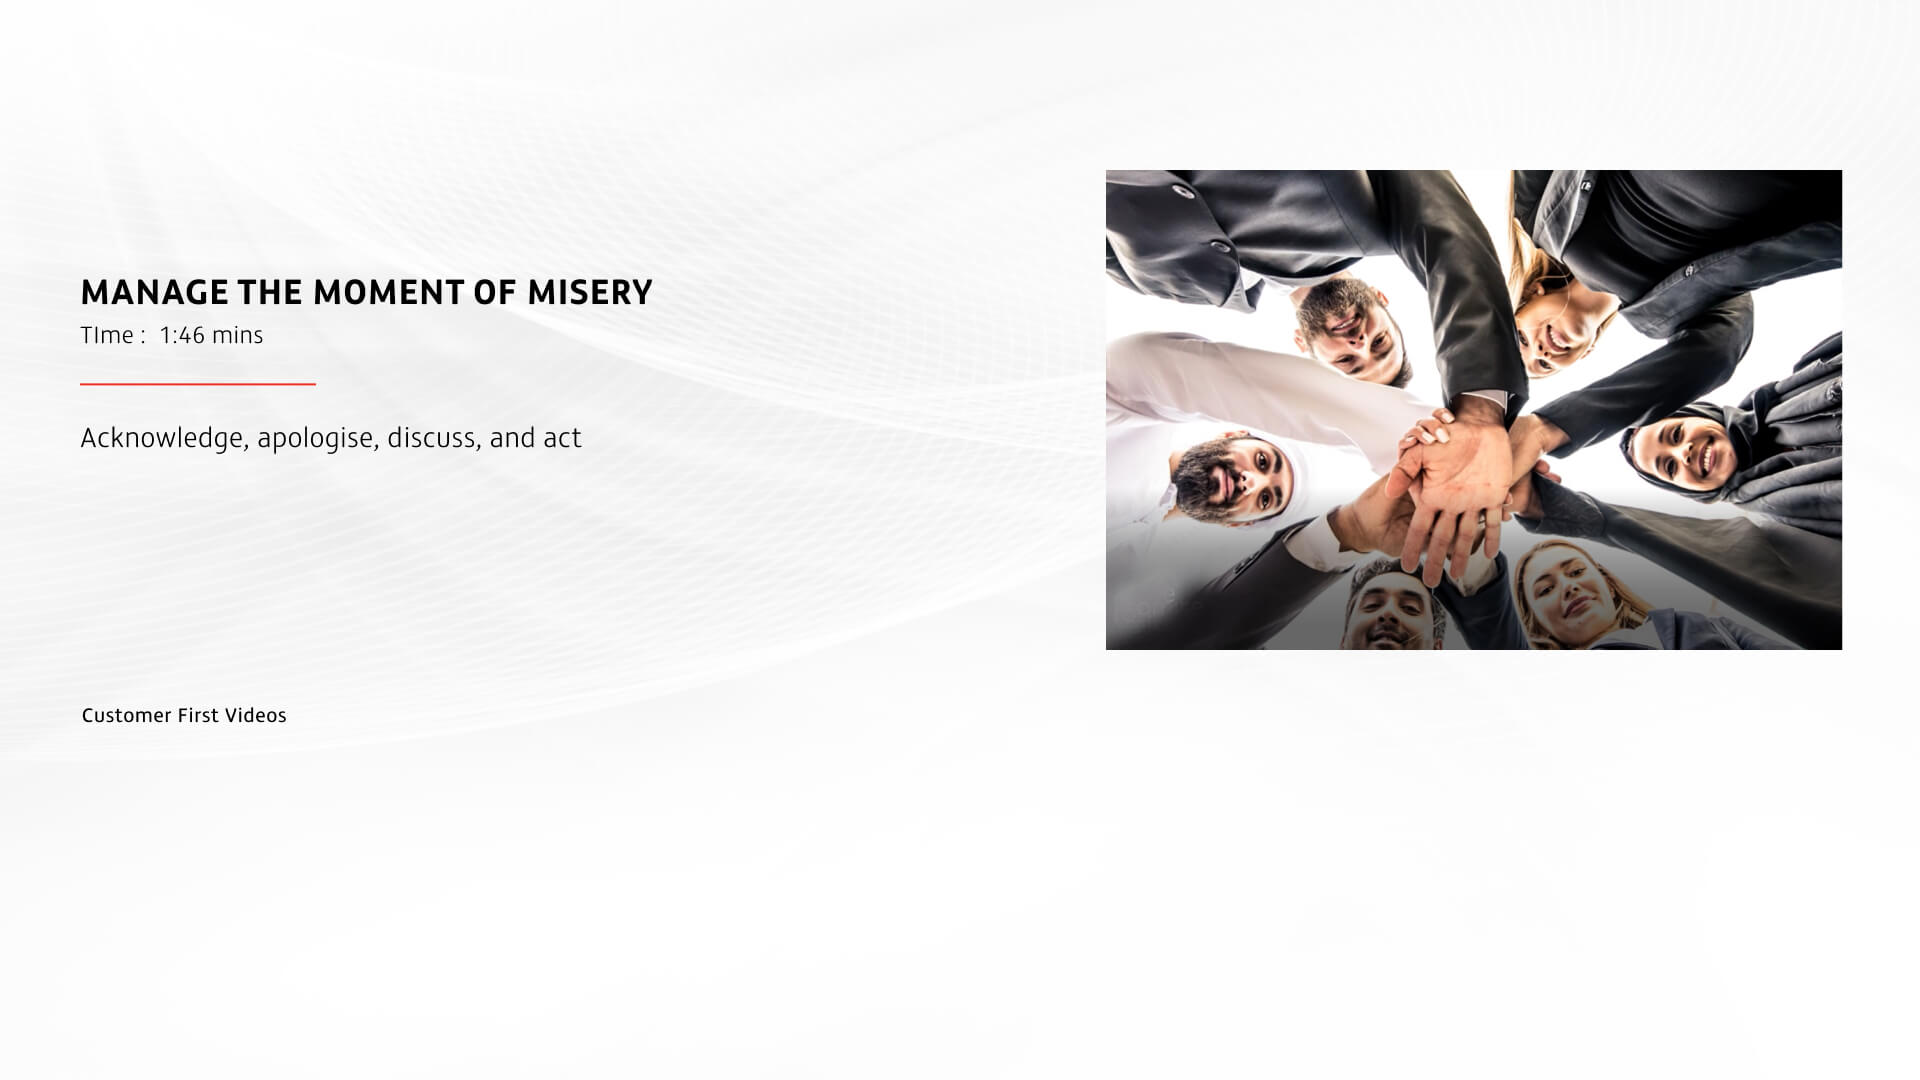 MANAGE THE MOMENT OF MISERY
TIme :  1:46 mins
Acknowledge, apologise, discuss, and act
Customer First Videos